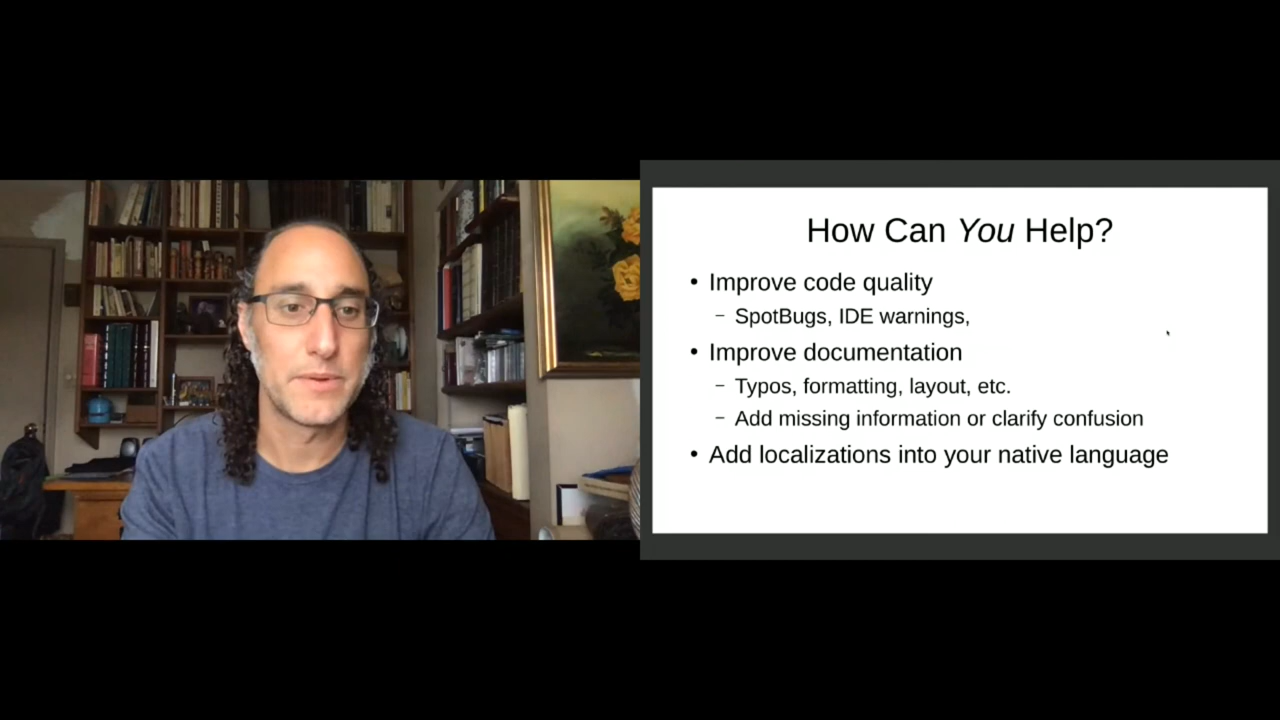 How Can You Help?
• Improve code quality
– SpotBugs, IDE warnings,
• Improve documentation
– Typos, formatting, layout, etc.
– Add missing information or clarify confusion
• Add localizations into your native language